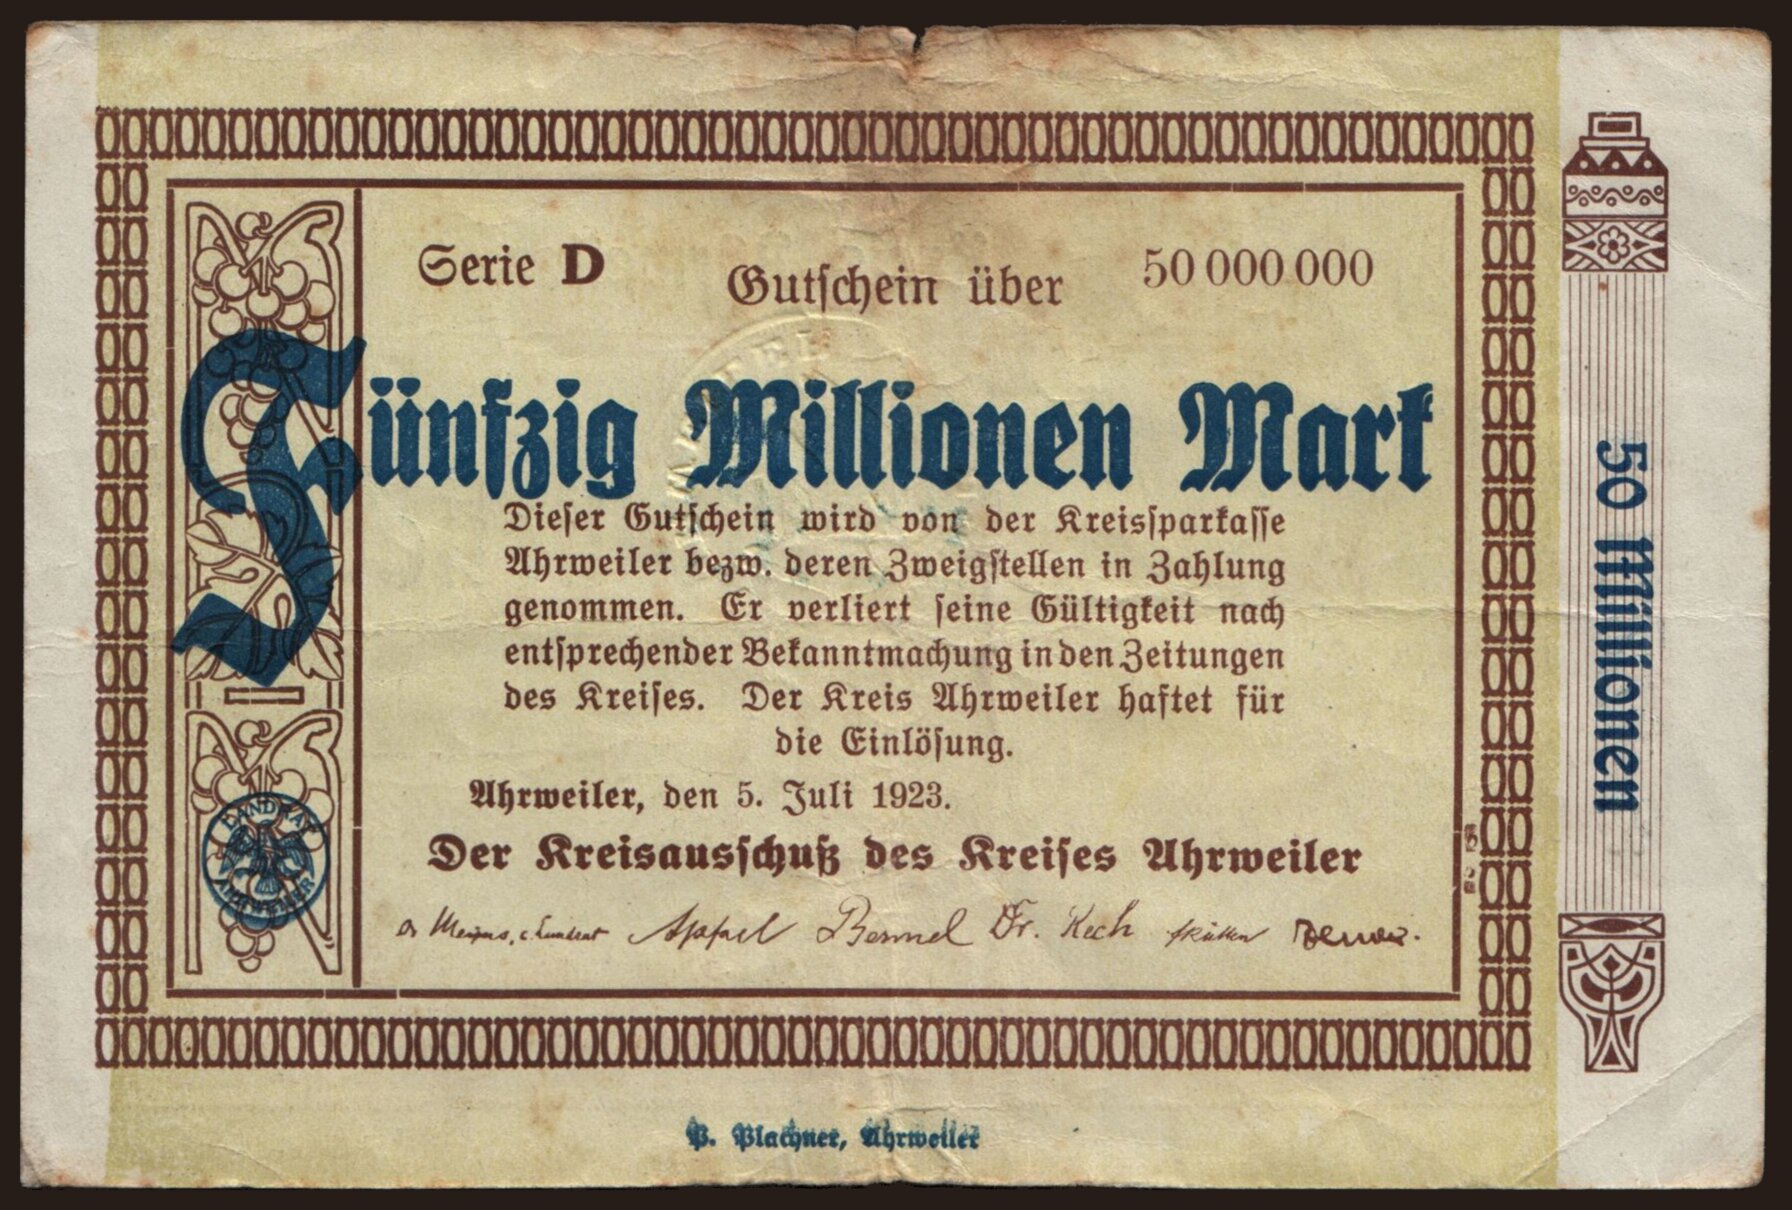 Serie D
Gutschein über
50 000 000
Fünfzig Millionen Mark
Dieser Gutschein wird von der Kreissparkasse
Ahrweiler bezw. deren Zweigstellen in Zahlung
genommen. Er verliert seine Gültigkeit nach
entsprechender Bekanntmachung in den Zeitungen
des Kreises. Der Kreis Ahrweiler haftet für
die Einlösung.
Ahrweiler, den 5. Juli 1923.
Der Kreisausschuß des Kreises Ahrweiler
Appel Dr. Kech
LANDRAT
AHRWEILER
50 Millionen
P. Plachner, Ahrweiler